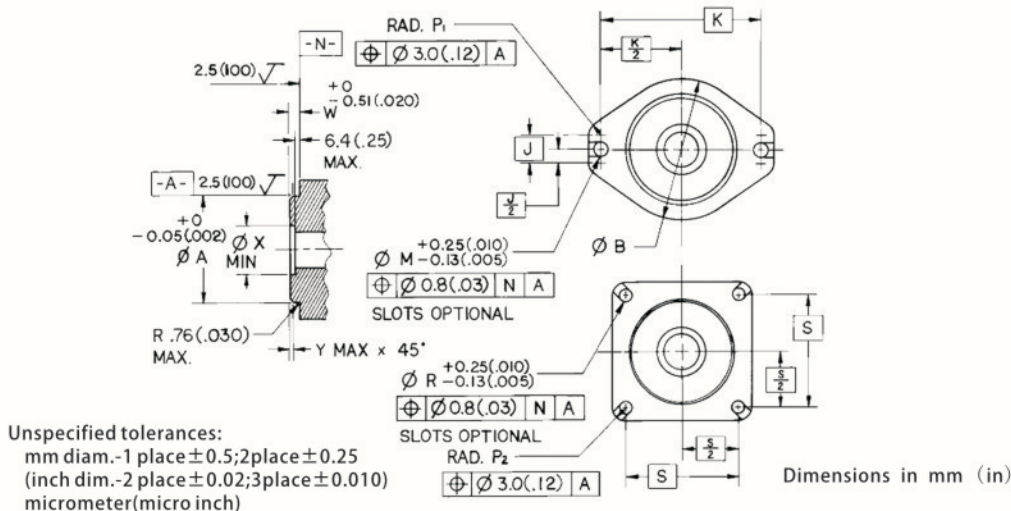 RAD. P1
⌖ Ø 3.0(.12) A
-N-
2.5(100)
+0
-0.51(.020)
W
6.4(.25)
MAX.
-A- 2.5(100)
+0
-0.05(.002)
Ø A
Ø X
MIN
R .76(.030)
MAX.
Y MAX x 45°
K
K/2
J
J/2
Ø B
Ø M +0.25(.010)
-0.13(.005)
⌖ Ø 0.8(.03) N A
SLOTS OPTIONAL
Ø R +0.25(.010)
-0.13(.005)
⌖ Ø 0.8(.03) N A
SLOTS OPTIONAL
RAD. P2
⌖ Ø 3.0(.12) A
S
S/2
S/2
S
Unspecified tolerances:
mm diam.-1 place±0.5;2place±0.25
(inch dim.-2 place±0.02;3place±0.010)
micrometer(micro inch)
Dimensions in mm (in)